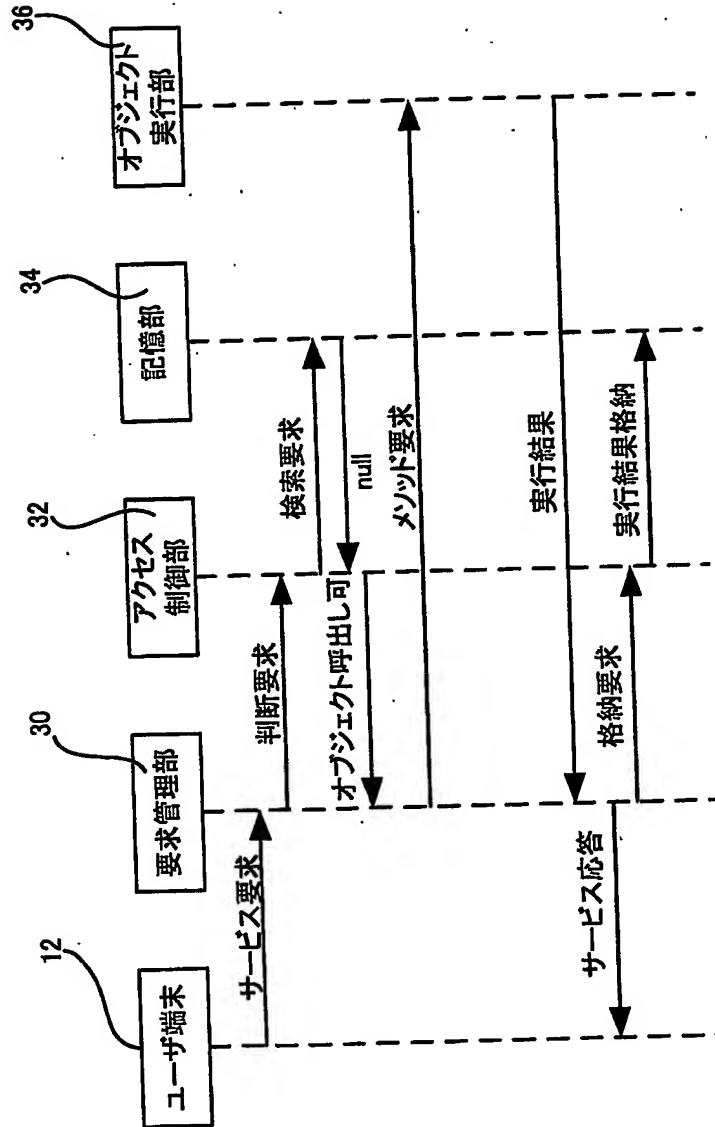 12
ユーザ端末
30
要求管理部
32
アクセス
制御部
34
記憶部
36
オブジェクト
実行部
サービス要求
判断要求
検索要求
null
オブジェクト呼出し可
メソッド要求
実行結果
サービス応答
格納要求
実行結果格納